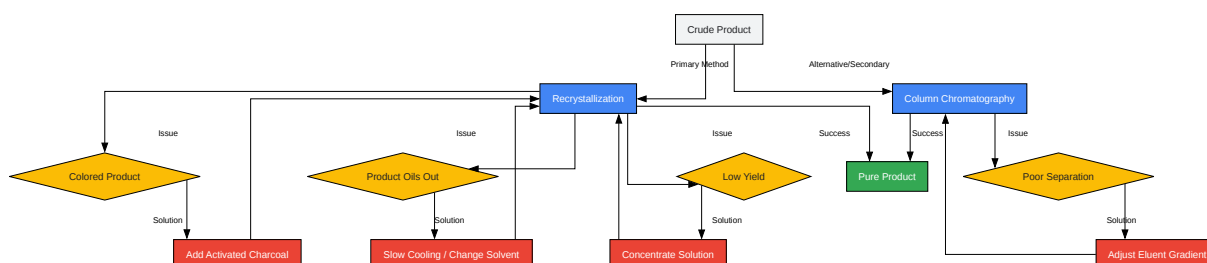 Crude Product
Primary Method
Alternative/Secondary
Recrystallization
Column Chromatography
Issue
Issue
Issue
Success
Success
Issue
Colored Product
Product Oils Out
Low Yield
Pure Product
Poor Separation
Solution
Solution
Solution
Solution
Add Activated Charcoal
Slow Cooling / Change Solvent
Concentrate Solution
Adjust Eluent Gradient